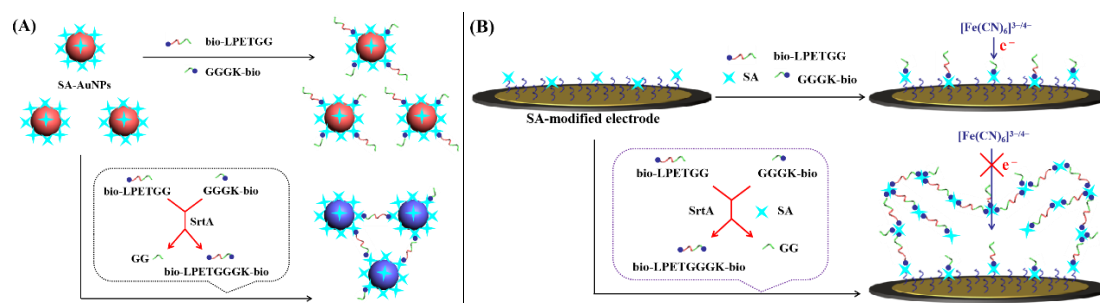 (A)
bio-LPETGG
GGGK-bio
SA-AuNPs
bio-LPETGG
GGGK-bio
SrtA
GG
bio-LPETGGGK-bio
(B)
bio-LPETGG
SA
GGGK-bio
[Fe(CN)6]3−/4−
e−
SA-modified electrode
bio-LPETGG
GGGK-bio
SrtA
SA
GG
bio-LPETGGGK-bio
[Fe(CN)6]3−/4−
e−